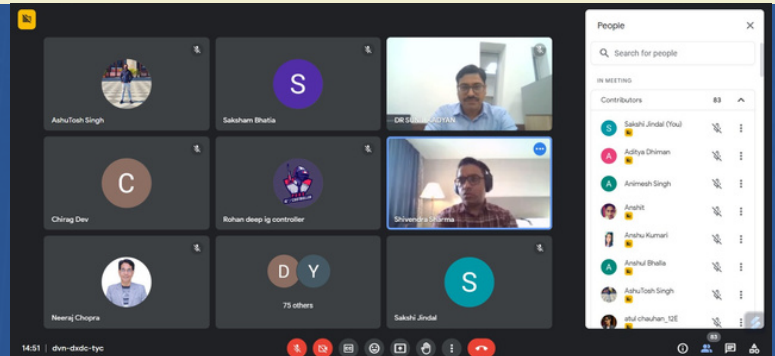 AshuTosh Singh
S
Saksham Bhatia
DR SUN
C
Chirag Dev
Rohan deep ig controller
Shivendra Sharma
Neeraj Chopra
D Y
75 others
S
Sakshi Jindal
14:51 | dvn-dxdc-tyc
People
Search for people
IN MEETING
Contributors 83
S Sakshi Jindal (You)
A Aditya Dhiman
A Animesh Singh
Anshit
Anshu Kumari
A Anshul Bhalla
AshuTosh Singh
atul chauhan_12E
83